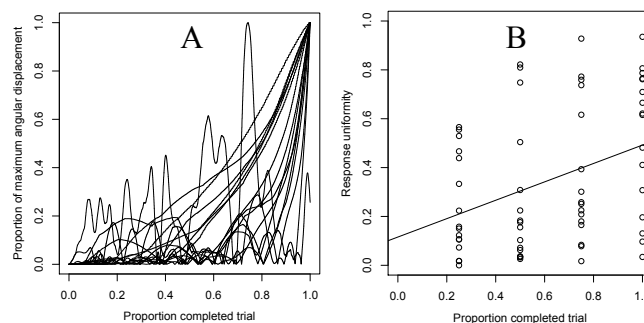 A
B
Proportion of maximum angular displacement
1.0
0.8
0.6
0.4
0.2
0.0
0.0 0.2 0.4 0.6 0.8 1.0
Proportion completed trial
Response uniformity
1.0
0.8
0.6
0.4
0.2
0.0
0.0 0.2 0.4 0.6 0.8
Proportion completed trial